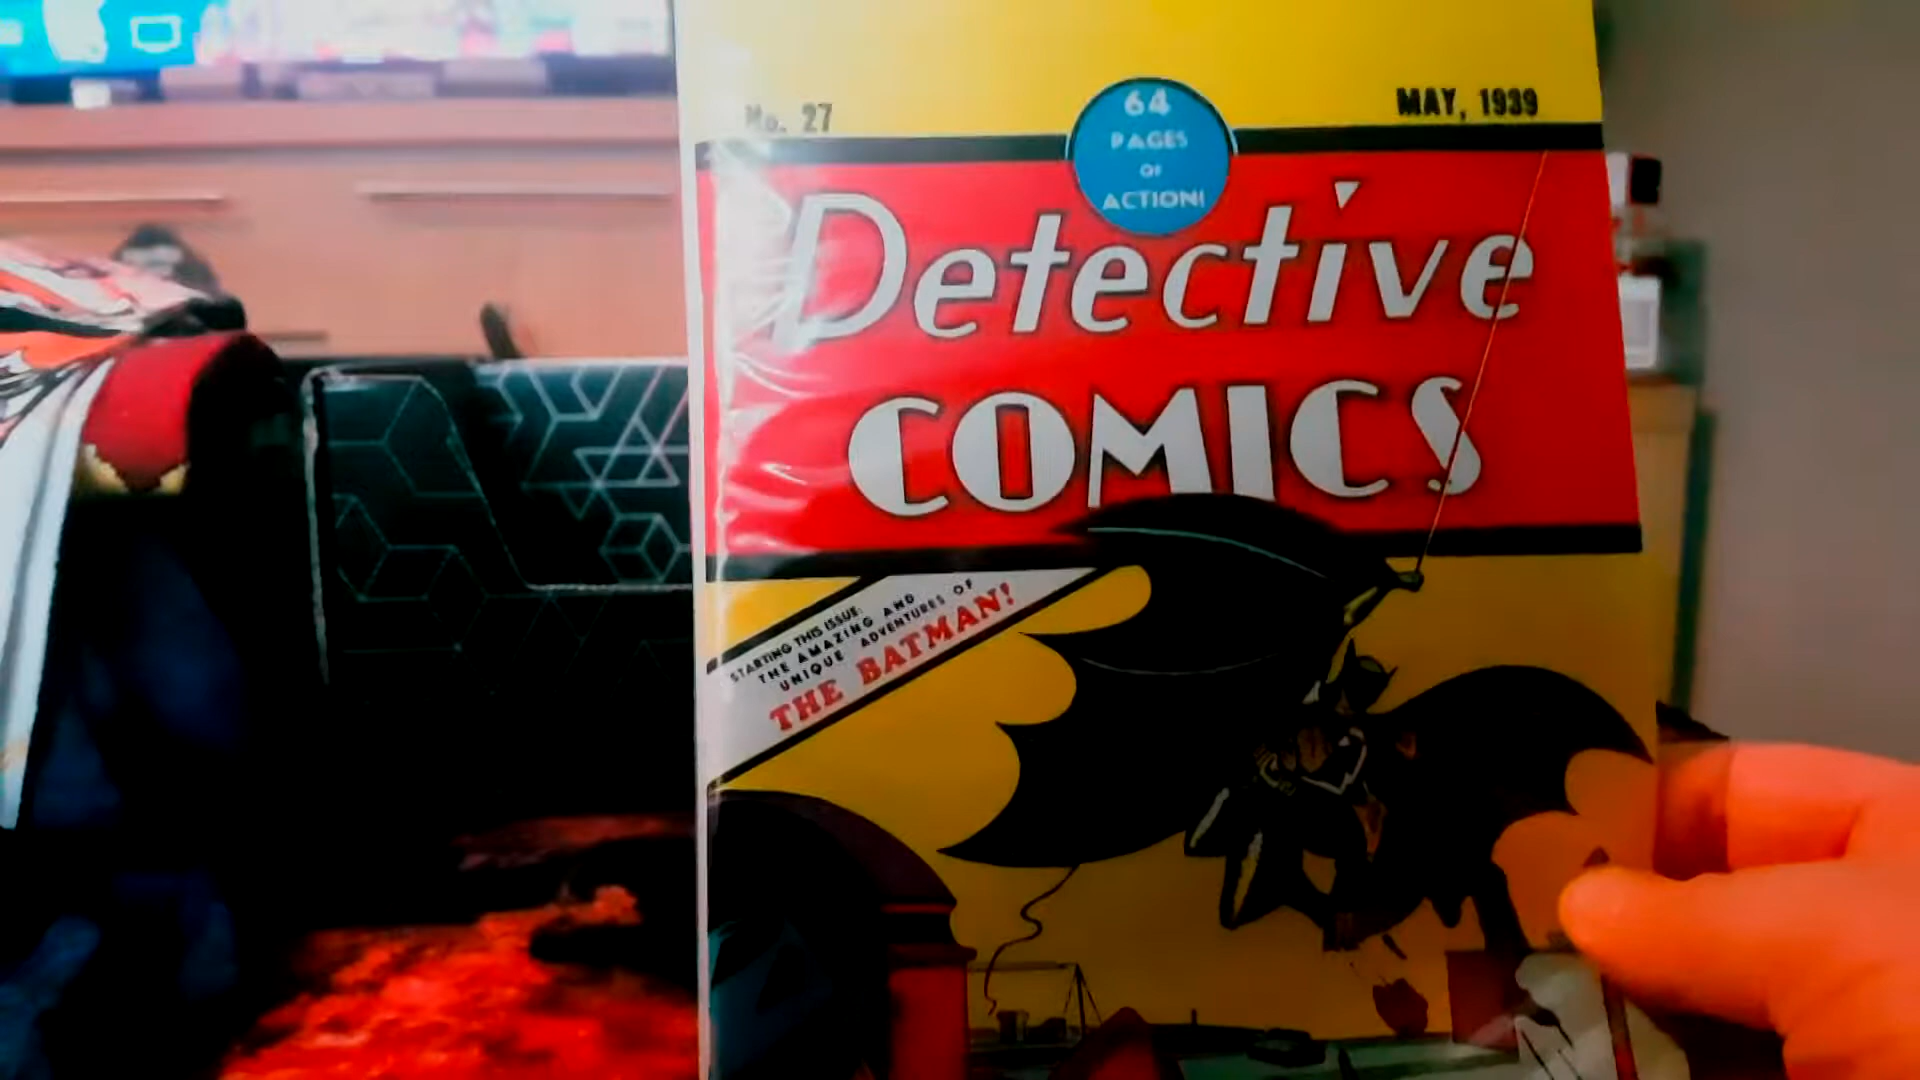 No. 27
MAY, 1939
64
PAGES
OF
ACTION!
Detective
COMICS
STARTING THIS ISSUE:
THE AMAZING AND
UNIQUE ADVENTURES OF
THE BATMAN!